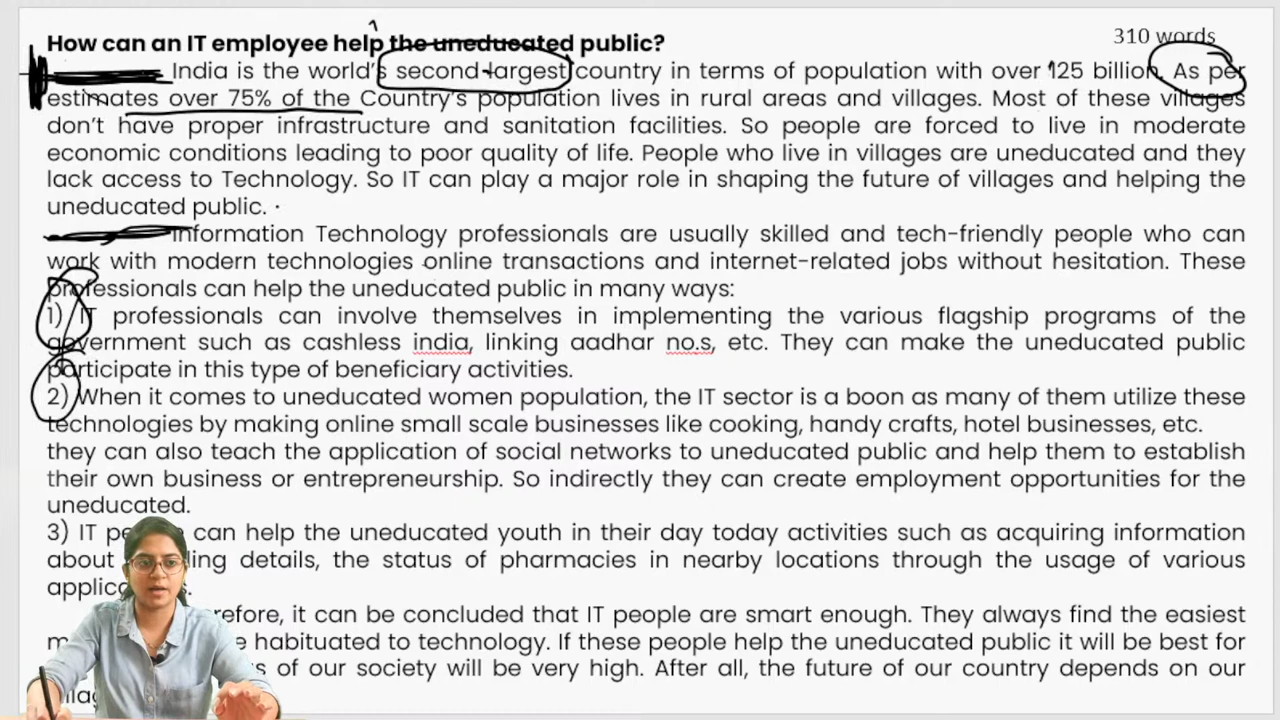 How can an IT employee help the uneducated public?
310 words
India is the world's second-largest country in terms of population with over 125 billion. As per
estimates over 75% of the Country's population lives in rural areas and villages. Most of these villages
don't have proper infrastructure and sanitation facilities. So people are forced to live in moderate
economic conditions leading to poor quality of life. People who live in villages are uneducated and they
lack access to Technology. So IT can play a major role in shaping the future of villages and helping the
uneducated public.
Information Technology professionals are usually skilled and tech-friendly people who can
work with modern technologies online transactions and internet-related jobs without hesitation. These
professionals can help the uneducated public in many ways:
1) IT professionals can involve themselves in implementing the various flagship programs of the
government such as cashless india, linking aadhar no.s, etc. They can make the uneducated public
participate in this type of beneficiary activities.
2) When it comes to uneducated women population, the IT sector is a boon as many of them utilize these
technologies by making online small scale businesses like cooking, handy crafts, hotel businesses, etc.
they can also teach the application of social networks to uneducated public and help them to establish
their own business or entrepreneurship. So indirectly they can create employment opportunities for the
uneducated.
3) IT can help the uneducated youth in their day today activities such as acquiring information
about details, the status of pharmacies in nearby locations through the usage of various
it can be concluded that IT people are smart enough. They always find the easiest
habituated to technology. If these people help the uneducated public it will be best for
of our society will be very high. After all, the future of our country depends on our